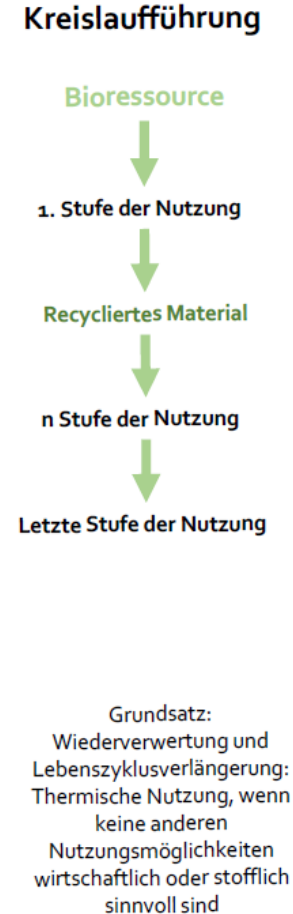 Kreislaufführung
Bioressource
1. Stufe der Nutzung
Recycliertes Material
n Stufe der Nutzung
Letzte Stufe der Nutzung
Grundsatz:
Wiederverwertung und
Lebenszyklusverlängerung:
Thermische Nutzung, wenn
keine anderen
Nutzungsmöglichkeiten
wirtschaftlich oder stofflich
sinnvoll sind